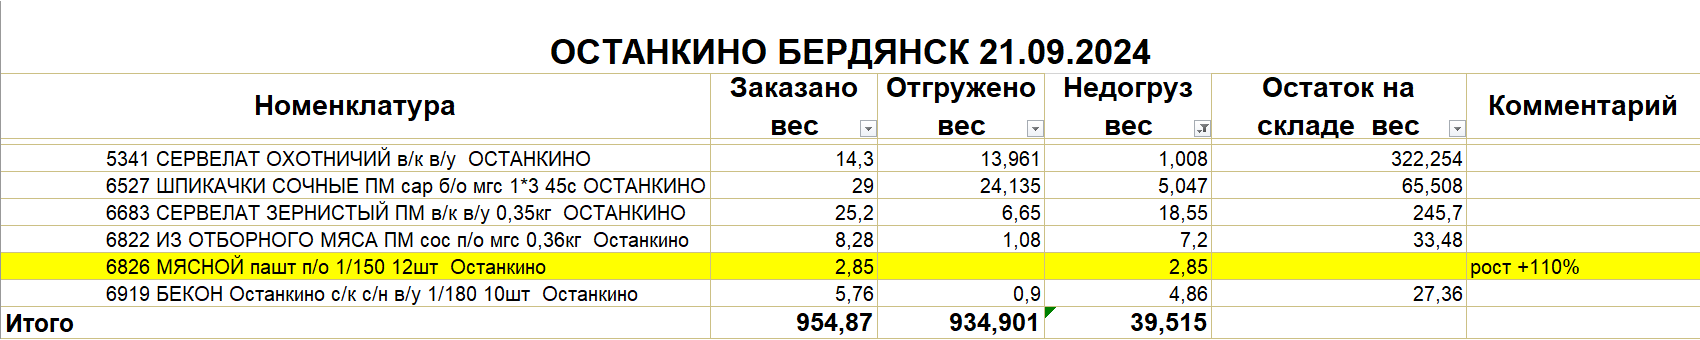 ОСТАНКИНО БЕРДЯНСК 21.09.2024
Номенклатура Заказано вес Отгружено вес Недогруз вес Остаток на складе вес Комментарий
5341 СЕРВЕЛАТ ОХОТНИЧИЙ в/к в/у ОСТАНКИНО 14,3 13,961 1,008 322,254
6527 ШПИКАЧКИ СОЧНЫЕ ПМ сар б/о мгс 1*3 45с ОСТАНКИНО 29 24,135 5,047 65,508
6683 СЕРВЕЛАТ ЗЕРНИСТЫЙ ПМ в/к в/у 0,35кг ОСТАНКИНО 25,2 6,65 18,55 245,7
6822 ИЗ ОТБОРНОГО МЯСА ПМ сос п/о мгс 0,36кг Останкино 8,28 1,08 7,2 33,48
6826 МЯСНОЙ пашт п/о 1/150 12шт Останкино 2,85 2,85 рост +110%
6919 БЕКОН Останкино с/к с/н в/у 1/180 10шт Останкино 5,76 0,9 4,86 27,36
Итого 954,87 934,901 39,515